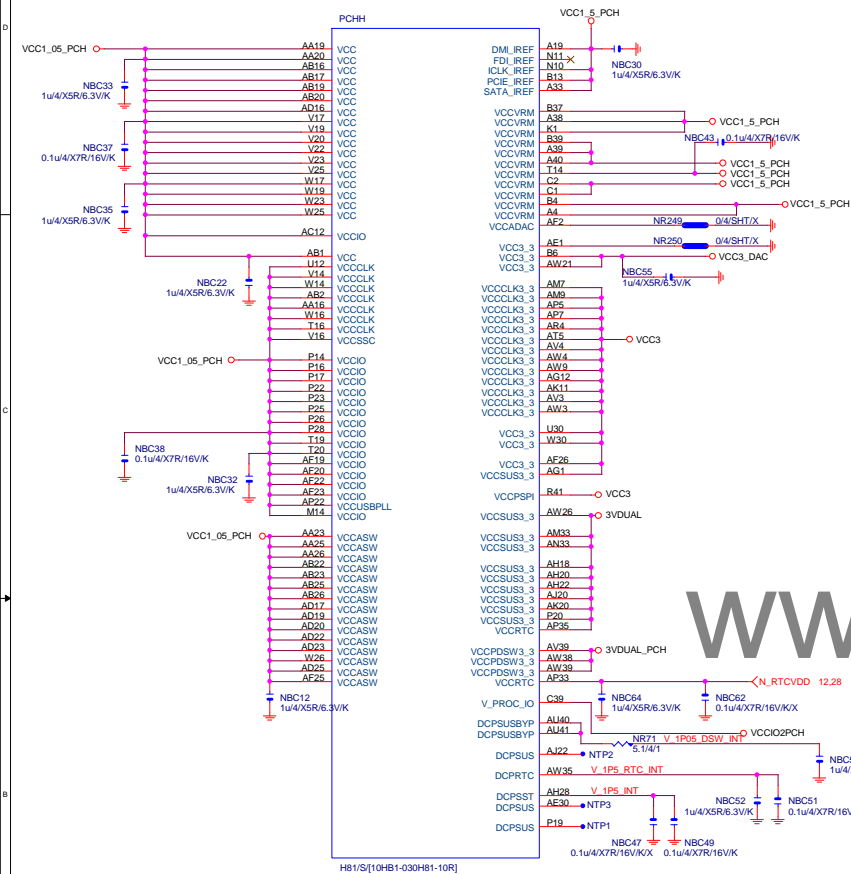 D
C
B
PCHH
VCC1_5_PCH
VCC1_05_PCH
AA19 VCC
AA20 VCC
AB16 VCC
AB17 VCC
AB19 VCC
AB20 VCC
AD16 VCC
V17 VCC
V19 VCC
V20 VCC
V22 VCC
V23 VCC
V25 VCC
W17 VCC
W19 VCC
W23 VCC
W25 VCC
AC12 VCCIO
AB1 VCC
U12 VCCCLK
V14 VCCCLK
W14 VCCCLK
AB2 VCCCLK
AA16 VCCCLK
W16 VCCCLK
T16 VCCCLK
V16 VCCSSC
P14 VCCIO
P16 VCCIO
P17 VCCIO
P22 VCCIO
P23 VCCIO
P25 VCCIO
P26 VCCIO
P28 VCCIO
T19 VCCIO
T20 VCCIO
AF19 VCCIO
AF20 VCCIO
AF22 VCCIO
AF23 VCCIO
AP22 VCCUSBPLL
M14 VCCIO
AA23 VCCASW
AA25 VCCASW
AA26 VCCASW
AB22 VCCASW
AB23 VCCASW
AB25 VCCASW
AB26 VCCASW
AD17 VCCASW
AD19 VCCASW
AD20 VCCASW
AD22 VCCASW
AD23 VCCASW
W26 VCCASW
AD25 VCCASW
AF25 VCCASW
NBC33
1u/4/X5R/6.3V/K
NBC37
0.1u/4/X7R/16V/K
NBC35
1u/4/X5R/6.3V/K
NBC22
1u/4/X5R/6.3V/K
VCC1_05_PCH
NBC38
0.1u/4/X7R/16V/K
NBC32
1u/4/X5R/6.3V/K
VCC1_05_PCH
NBC12
1u/4/X5R/6.3V/K
DMI_IREF A19
FDI_IREF N11
ICLK_IREF N10
PCIE_IREF B13
SATA_IREF A33
VCCVRM B37
VCCVRM A38
VCCVRM K1
VCCVRM B39
VCCVRM A39
VCCVRM A40
VCCVRM T14
VCCVRM C2
VCCVRM C1
VCCVRM B4
VCCVRM A4
VCCADAC AF2
VCC3_3 AE1
VCC3_3 B6
VCC3_3 AW21
VCCCLK3_3 AM7
VCCCLK3_3 AM9
VCCCLK3_3 AP5
VCCCLK3_3 AP7
VCCCLK3_3 AR4
VCCCLK3_3 AT5
VCCCLK3_3 AV4
VCCCLK3_3 AW4
VCCCLK3_3 AW9
VCCCLK3_3 AG12
VCCCLK3_3 AK11
VCCCLK3_3 AV3
VCCCLK3_3 AW3
VCC3_3 U30
VCC3_3 W30
VCC3_3 AF26
VCCSUS3_3 AG1
VCCPSPI R41
VCCSUS3_3 AW26
VCCSUS3_3 AM33
VCCSUS3_3 AN33
VCCSUS3_3 AH18
VCCSUS3_3 AH20
VCCSUS3_3 AH22
VCCSUS3_3 AJ20
VCCSUS3_3 AK20
VCCSUS3_3 P20
VCCRTC AP35
VCCPDSW3_3 AV39
VCCPDSW3_3 AW38
VCCPDSW3_3 AW39
VCCRTC AP33
V_PROC_IO C39
DCPSUSBYP AU40
DCPSUSBYP AU41
DCPSUS AJ22
DCPRTC AW35
DCPSST AH28
DCPSUS AE30
DCPSUS P19
NBC30
1u/4/X5R/6.3V/K
VCC1_5_PCH
NBC43 0.1u/4/X7R/16V/K
VCC1_5_PCH
VCC1_5_PCH
VCC1_5_PCH
VCC1_5_PCH
NR249 0/4/SHT/X
NR250 0/4/SHT/X
VCC3_DAC
NBC55
1u/4/X5R/6.3V/K
VCC3
VCC3
3VDUAL
WW
3VDUAL_PCH
N_RTCVDD 12,28
NBC64
1u/4/X5R/6.3V/K
NBC62
0.1u/4/X7R/16V/K/X
VCCIO2PCH
NR71 V_1P05_DSW_INT
5.1/4/1
NTP2
V_1P5_RTC_INT
V_1P5_INT
NTP3
NTP1
NBC52
1u/4/X5R/6.3V/K
NBC51
0.1u/4/X7R/16V
NBC47
0.1u/4/X7R/16V/K/X
NBC49
0.1u/4/X7R/16V/K
H81/S/[10HB1-030H81-10R]